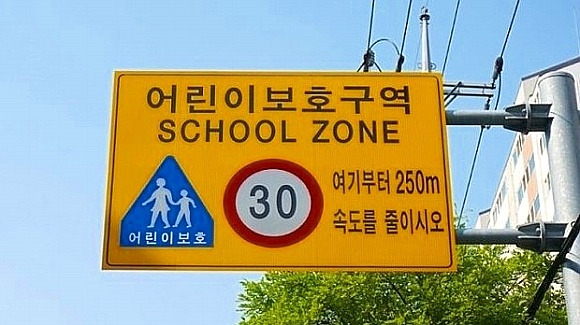 어린이보호구역
SCHOOL ZONE
어린이보호
30
여기부터 250m
속도를 줄이시오